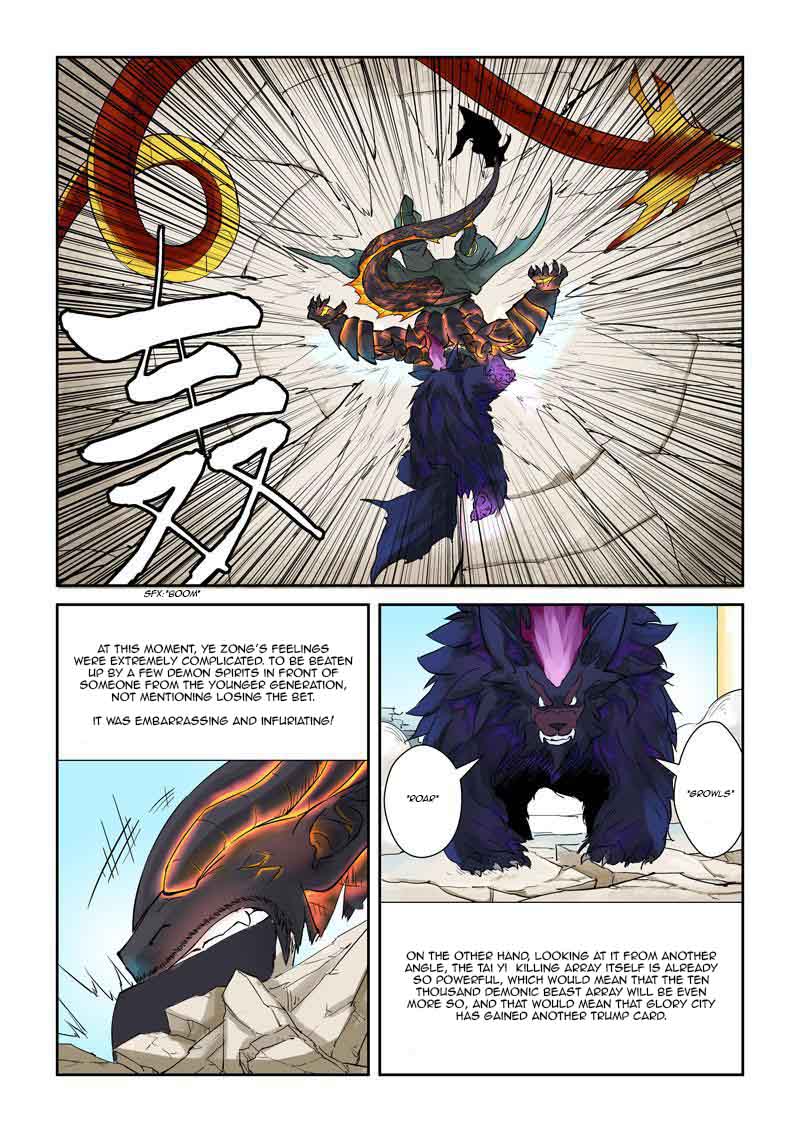 轰
SFX:"BOOM"
AT THIS MOMENT, YE ZONG'S FEELINGS
WERE EXTREMELY COMPLICATED. TO BE BEATEN
UP BY A FEW DEMON SPIRITS IN FRONT OF
SOMEONE FROM THE YOUNGER GENERATION,
NOT MENTIONING LOSING THE BET.
IT WAS EMBARRASSING AND INFURIATING!
"ROAR"
"GROWLS"
ON THE OTHER HAND, LOOKING AT IT FROM ANOTHER
ANGLE, THE TAI YI KILLING ARRAY ITSELF IS ALREADY
SO POWERFUL, WHICH WOULD MEAN THAT THE TEN
THOUSAND DEMONIC BEAST ARRAY WILL BE EVEN
MORE SO, AND THAT WOULD MEAN THAT GLORY CITY
HAS GAINED ANOTHER TRUMP CARD.